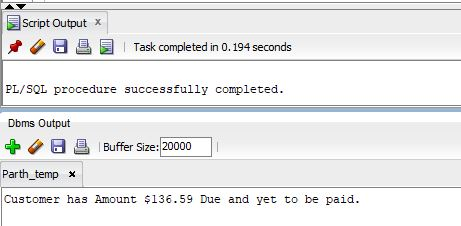 Script Output x
Task completed in 0.194 seconds
PL/SQL procedure successfully completed.
Dbms Output
Buffer Size: 20000
Parth_temp x
Customer has Amount $136.59 Due and yet to be paid.